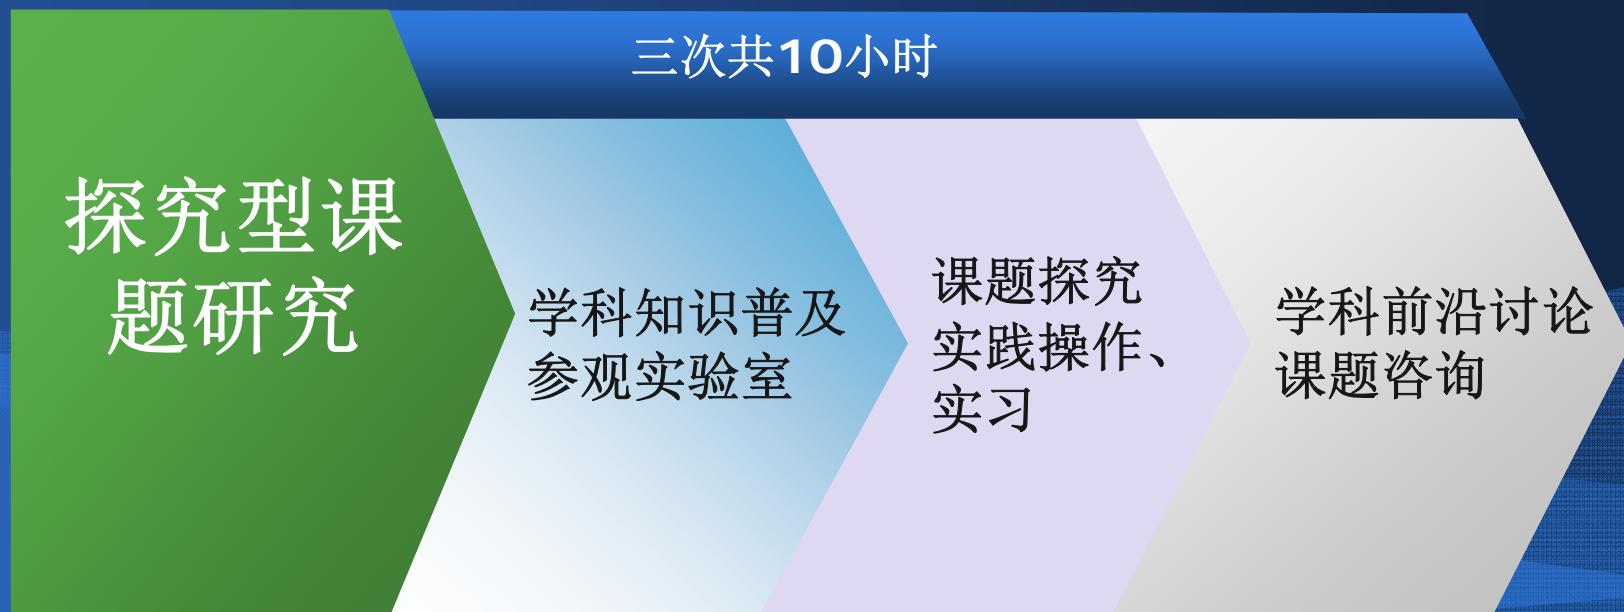 三次共10小时
探究型课
题研究
学科知识普及
参观实验室
课题探究
实践操作、
实习
学科前沿讨论
课题咨询